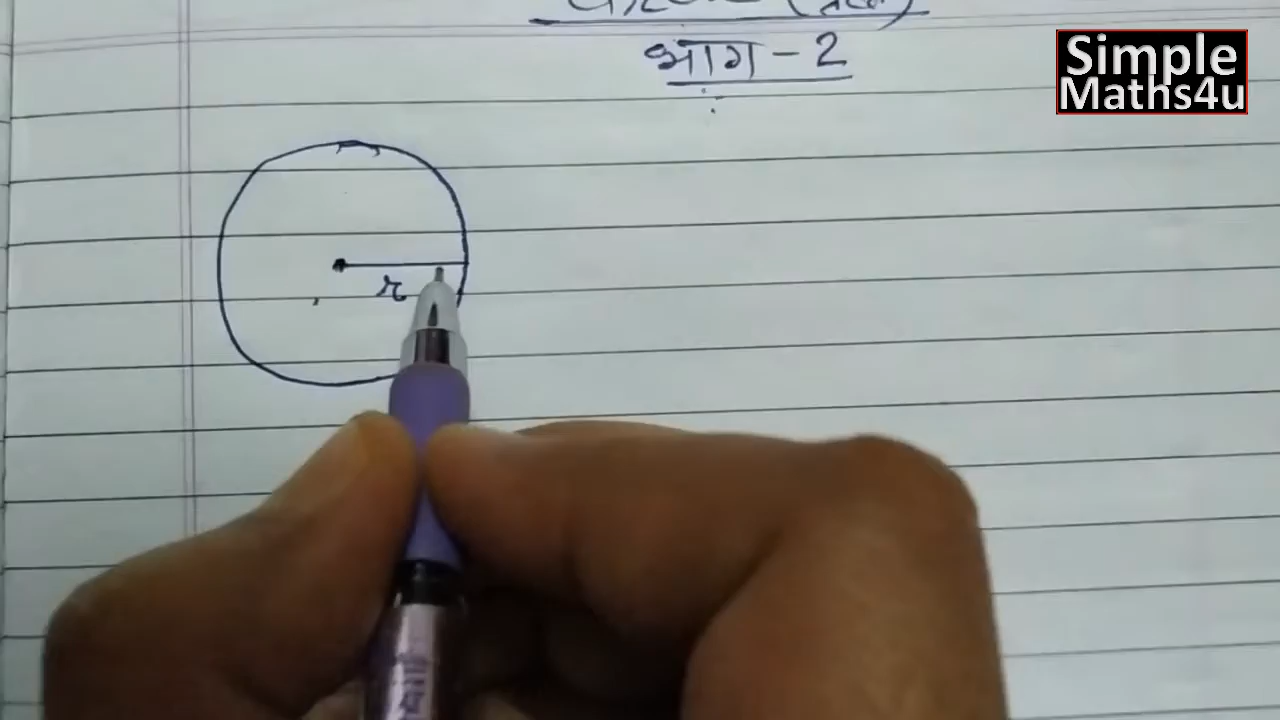 भाग - 2
Simple
Maths4u
r